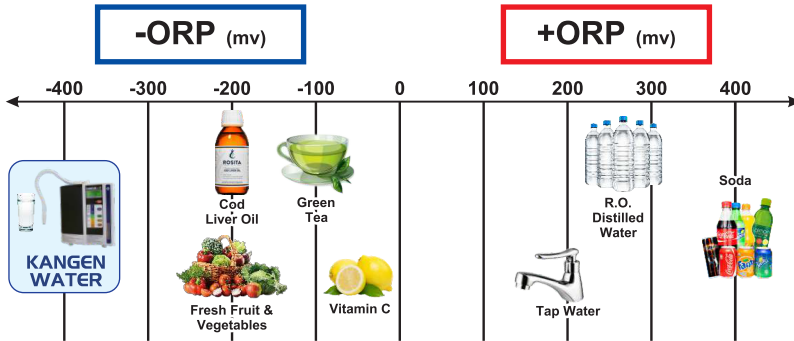 -ORP (mv)
+ORP (mv)
-400 -300 -200 -100 0 100 200 300 400
ROSITA
Cod
Liver Oil
Green
Tea
R.O.
Distilled
Water
Soda
KANGEN
WATER
Fresh Fruit &
Vegetables
Vitamin C
Tap Water